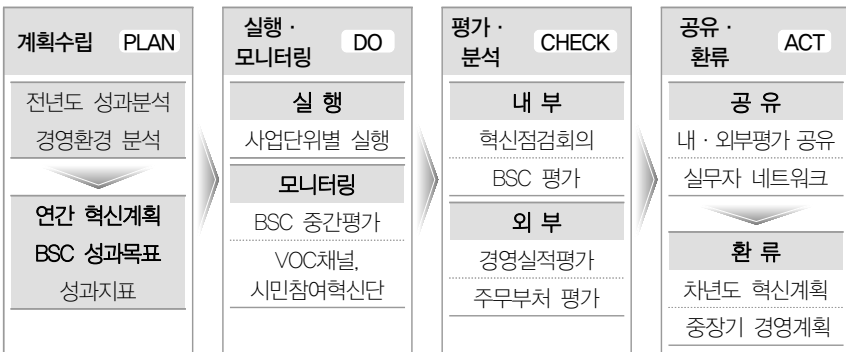 계획수립 PLAN
전년도 성과분석
경영환경 분석
연간 혁신계획
BSC 성과목표
성과지표
실행 ·
모니터링 DO
실 행
사업단위별 실행
모니터링
BSC 중간평가
VOC채널,
시민참여혁신단
평가 ·
분석 CHECK
내 부
혁신점검회의
BSC 평가
외 부
경영실적평가
주무부처 평가
공유 ·
환류 ACT
공 유
내 · 외부평가 공유
실무자 네트워크
환 류
차년도 혁신계획
중장기 경영계획